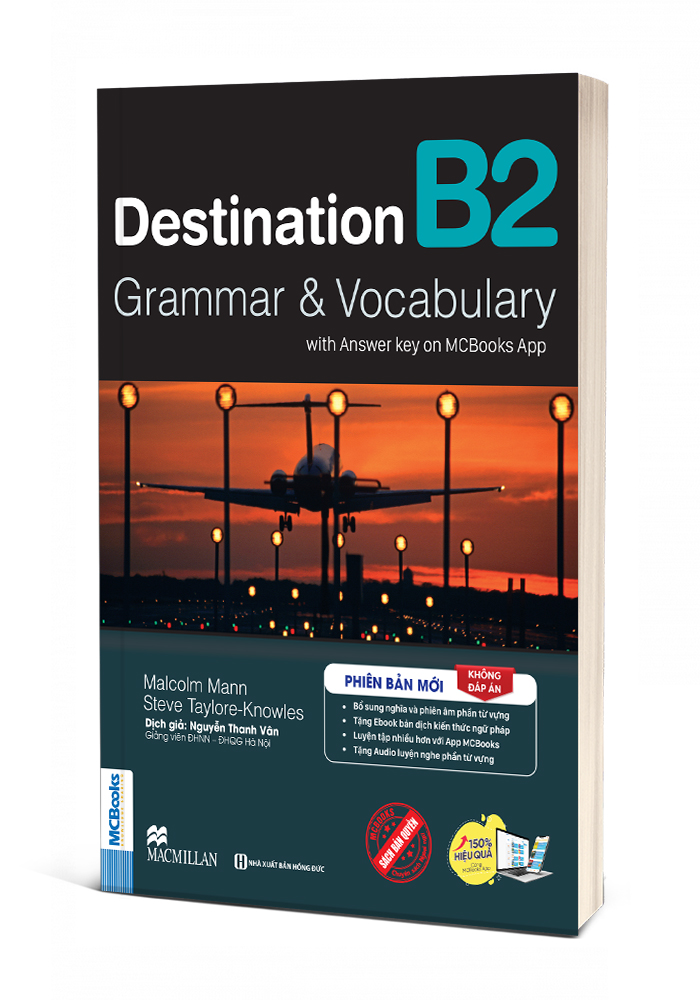 Destination B2
Grammar & Vocabulary
with Answer key on MCBooks App
Malcolm Mann
Steve Taylore-Knowles
Dịch giả: Nguyễn Thanh Vân
Giảng viên ĐHNN – ĐHQG Hà Nội
PHIÊN BẢN MỚI
KHÔNG
ĐÁP ÁN
• Bổ sung nghĩa và phiên âm phần từ vựng
• Tặng Ebook bản dịch kiến thức ngữ pháp
• Luyện tập nhiều hơn với App MCBooks
• Tặng Audio luyện nghe phần từ vựng
MCBooks
MACMILLAN
NHÀ XUẤT BẢN HỒNG ĐỨC
MCBOOKS
SÁCH BẢN QUYỀN
150%
HIỆU QUẢ
Cùng
MCBooks App